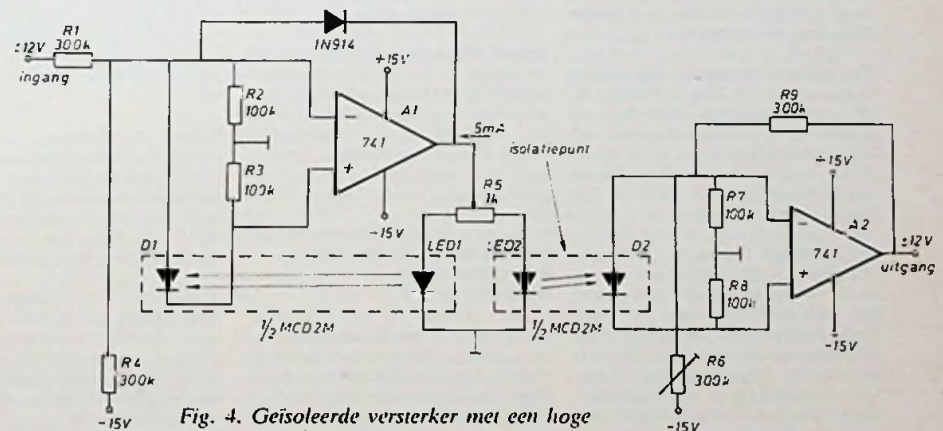 R1
300k
±12V
ingang
1N914
R2
100k
R3
100k
+15V
A1
741
−
+
−15V
5mA
isolatiepunt
R5
1k
D1
LED1
LED2
D2
½ MCD2M
½ MCD2M
R4
300k
−15V
R9
300k
R7
100k
R8
100k
+15V
A2
741
−
+
−15V
±12V
uitgang
R6
300k
−15V
Fig. 4. Geïsoleerde versterker met een hoge